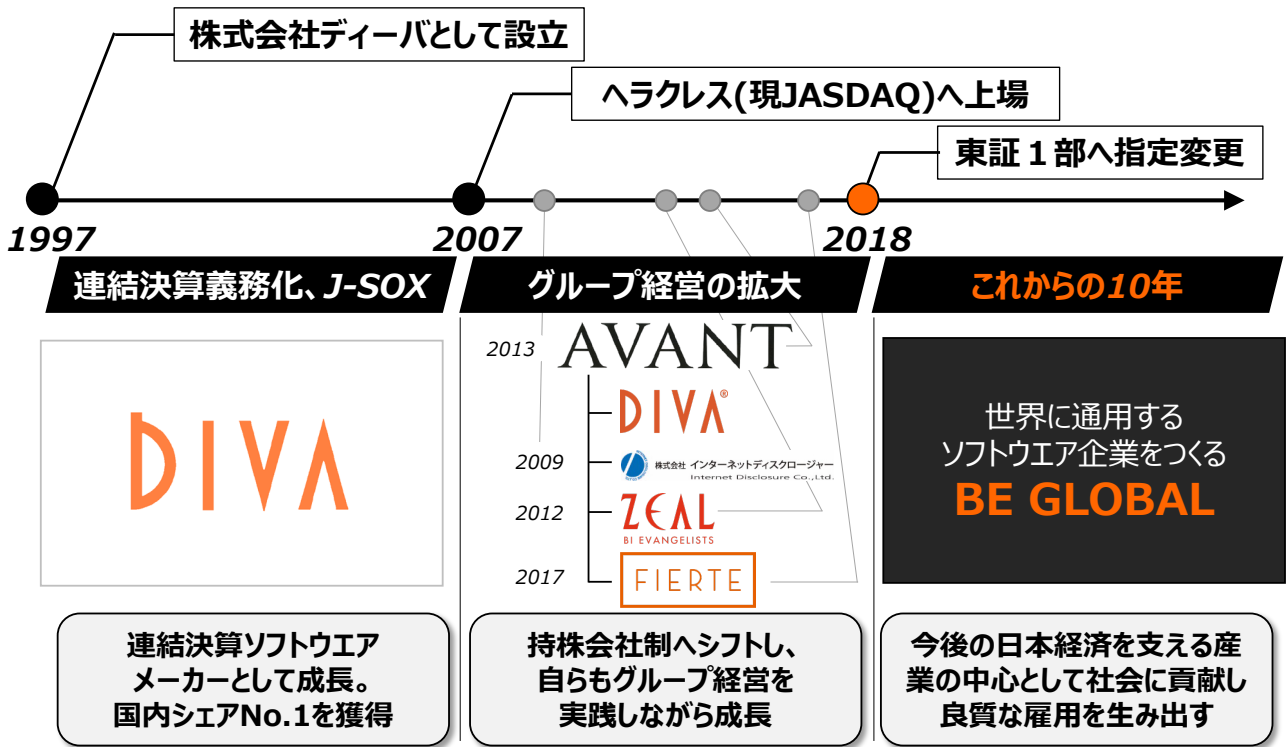 株式会社ディーバとして設立
ヘラクレス(現JASDAQ)へ上場
東証１部へ指定変更
1997
2007
2018
連結決算義務化、J-SOX
グループ経営の拡大
これからの10年
DIVA
2013
AVANT
DIVA®
2009
株式会社 インターネットディスクロージャー
Internet Disclosure Co.,Ltd.
2012
ZEAL
BI EVANGELISTS
2017
FIERTE
世界に通用する
ソフトウエア企業をつくる
BE GLOBAL
連結決算ソフトウエア
メーカーとして成長。
国内シェアNo.1を獲得
持株会社制へシフトし、
自らもグループ経営を
実践しながら成長
今後の日本経済を支える産
業の中心として社会に貢献し
良質な雇用を生み出す